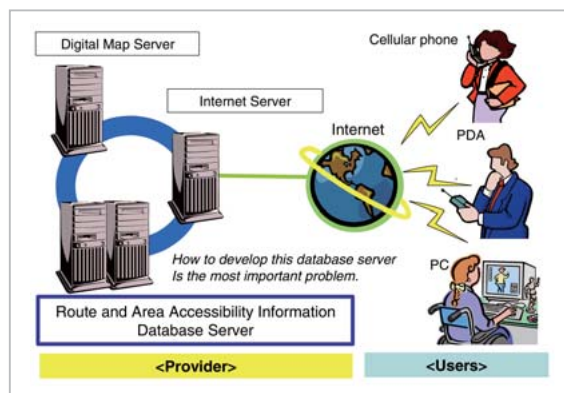 Digital Map Server
Internet Server
Cellular phone
Internet
PDA
How to develop this database server
Is the most important problem.
PC
Route and Area Accessibility Information
Database Server
<Provider>
<Users>